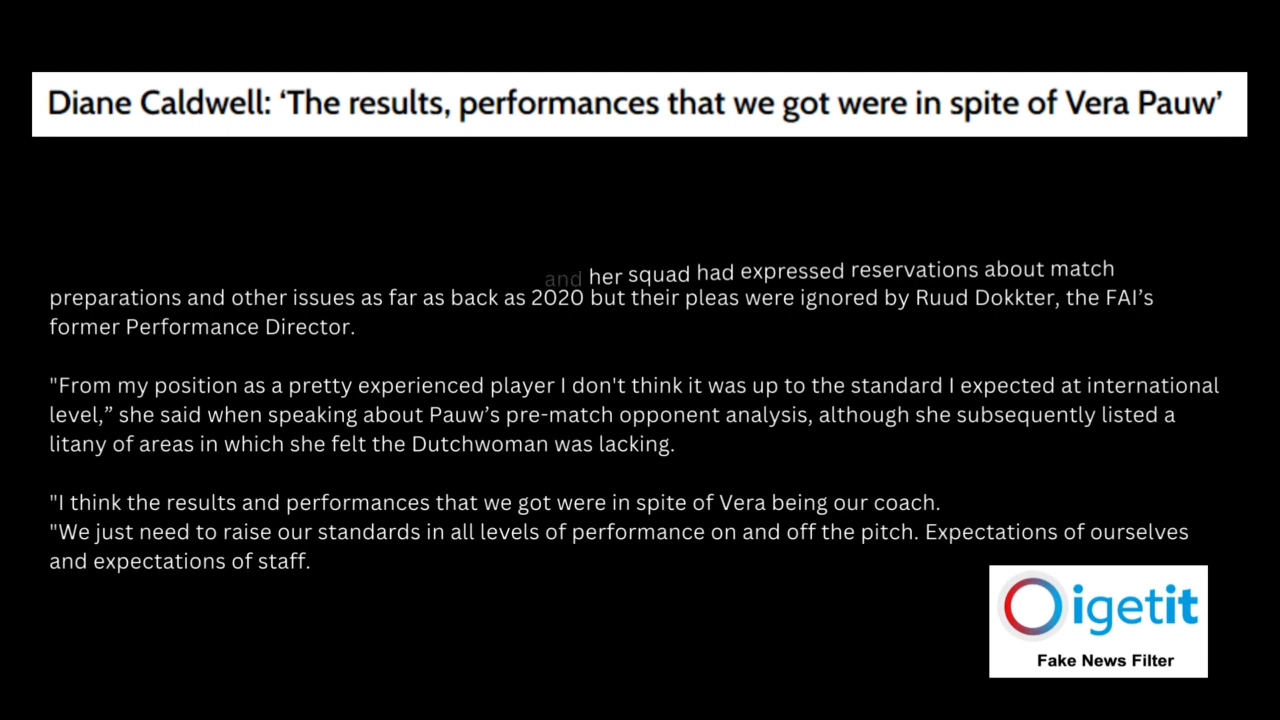 Diane Caldwell: ‘The results, performances that we got were in spite of Vera Pauw’
and her squad had expressed reservations about match
preparations and other issues as far as back as 2020 but their pleas were ignored by Ruud Dokkter, the FAI’s
former Performance Director.
"From my position as a pretty experienced player I don't think it was up to the standard I expected at international
level,” she said when speaking about Pauw’s pre-match opponent analysis, although she subsequently listed a
litany of areas in which she felt the Dutchwoman was lacking.
"I think the results and performances that we got were in spite of Vera being our coach.
"We just need to raise our standards in all levels of performance on and off the pitch. Expectations of ourselves
and expectations of staff.
igetit
Fake News Filter